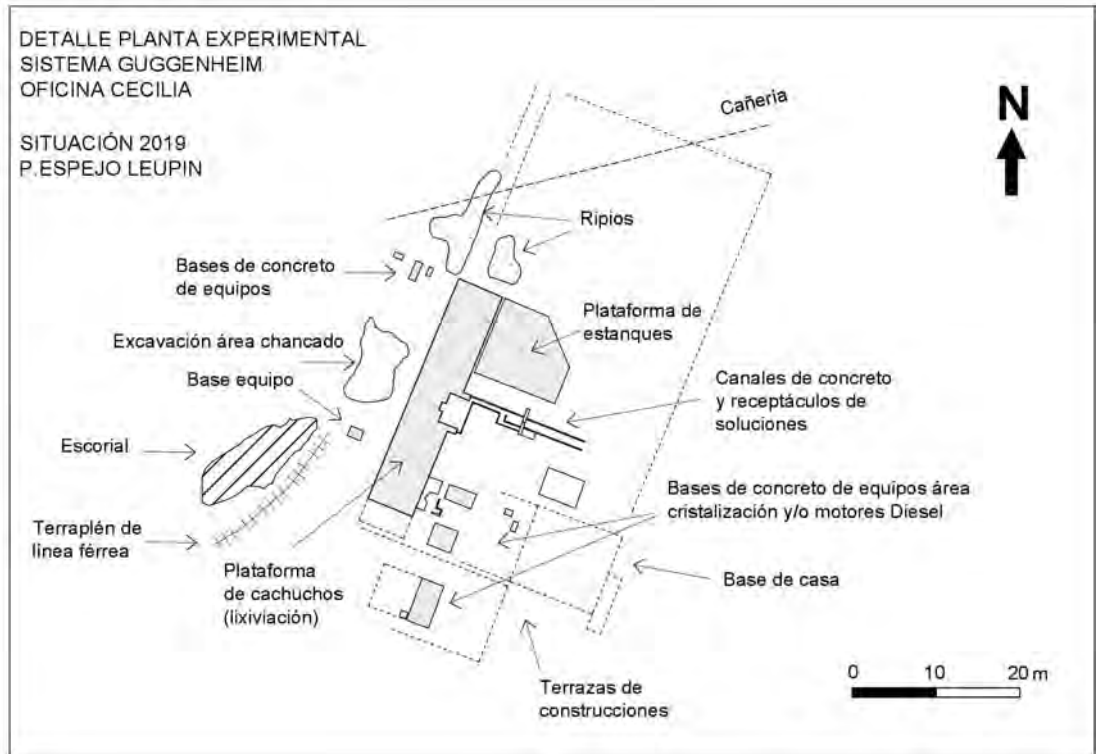 DETALLE PLANTA EXPERIMENTAL
SISTEMA GUGGENHEIM
OFICINA CECILIA
SITUACIÓN 2019
P.ESPEJO LEUPIN
Cañería
N
Ripios
Bases de concreto
de equipos
Plataforma de
estanques
Excavación área chancado
Base equipo
Canales de concreto
y receptáculos de
soluciones
Escorial
Bases de concreto de equipos área
cristalización y/o motores Diesel
Terraplén de
línea férrea
Plataforma
de cachuchos
(lixiviación)
Base de casa
Terrazas de
construcciones
0 10 20 m